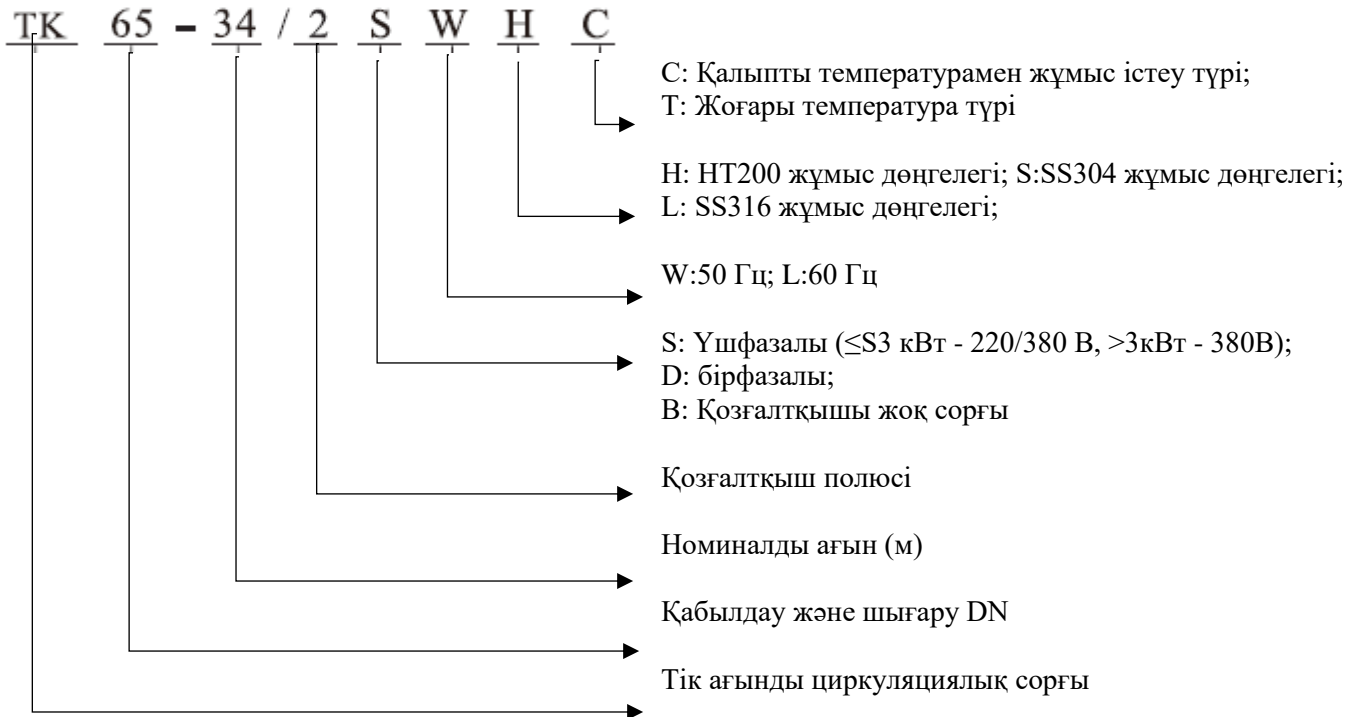 TK 65 - 34 / 2 S W H C
C: Қалыпты температурамен жұмыс істеу түрі;
T: Жоғары температура түрі
H: HT200 жұмыс дөңгелегі; S:SS304 жұмыс дөңгелегі;
L: SS316 жұмыс дөңгелегі;
W:50 Гц; L:60 Гц
S: Үшфазалы (≤S3 кВт - 220/380 В, >3кВт - 380В);
D: бірфазалы;
B: Қозғалтқышы жоқ сорғы
Қозғалтқыш полюсі
Номиналды ағын (м)
Қабылдау және шығару DN
Тік ағынды циркуляциялық сорғы